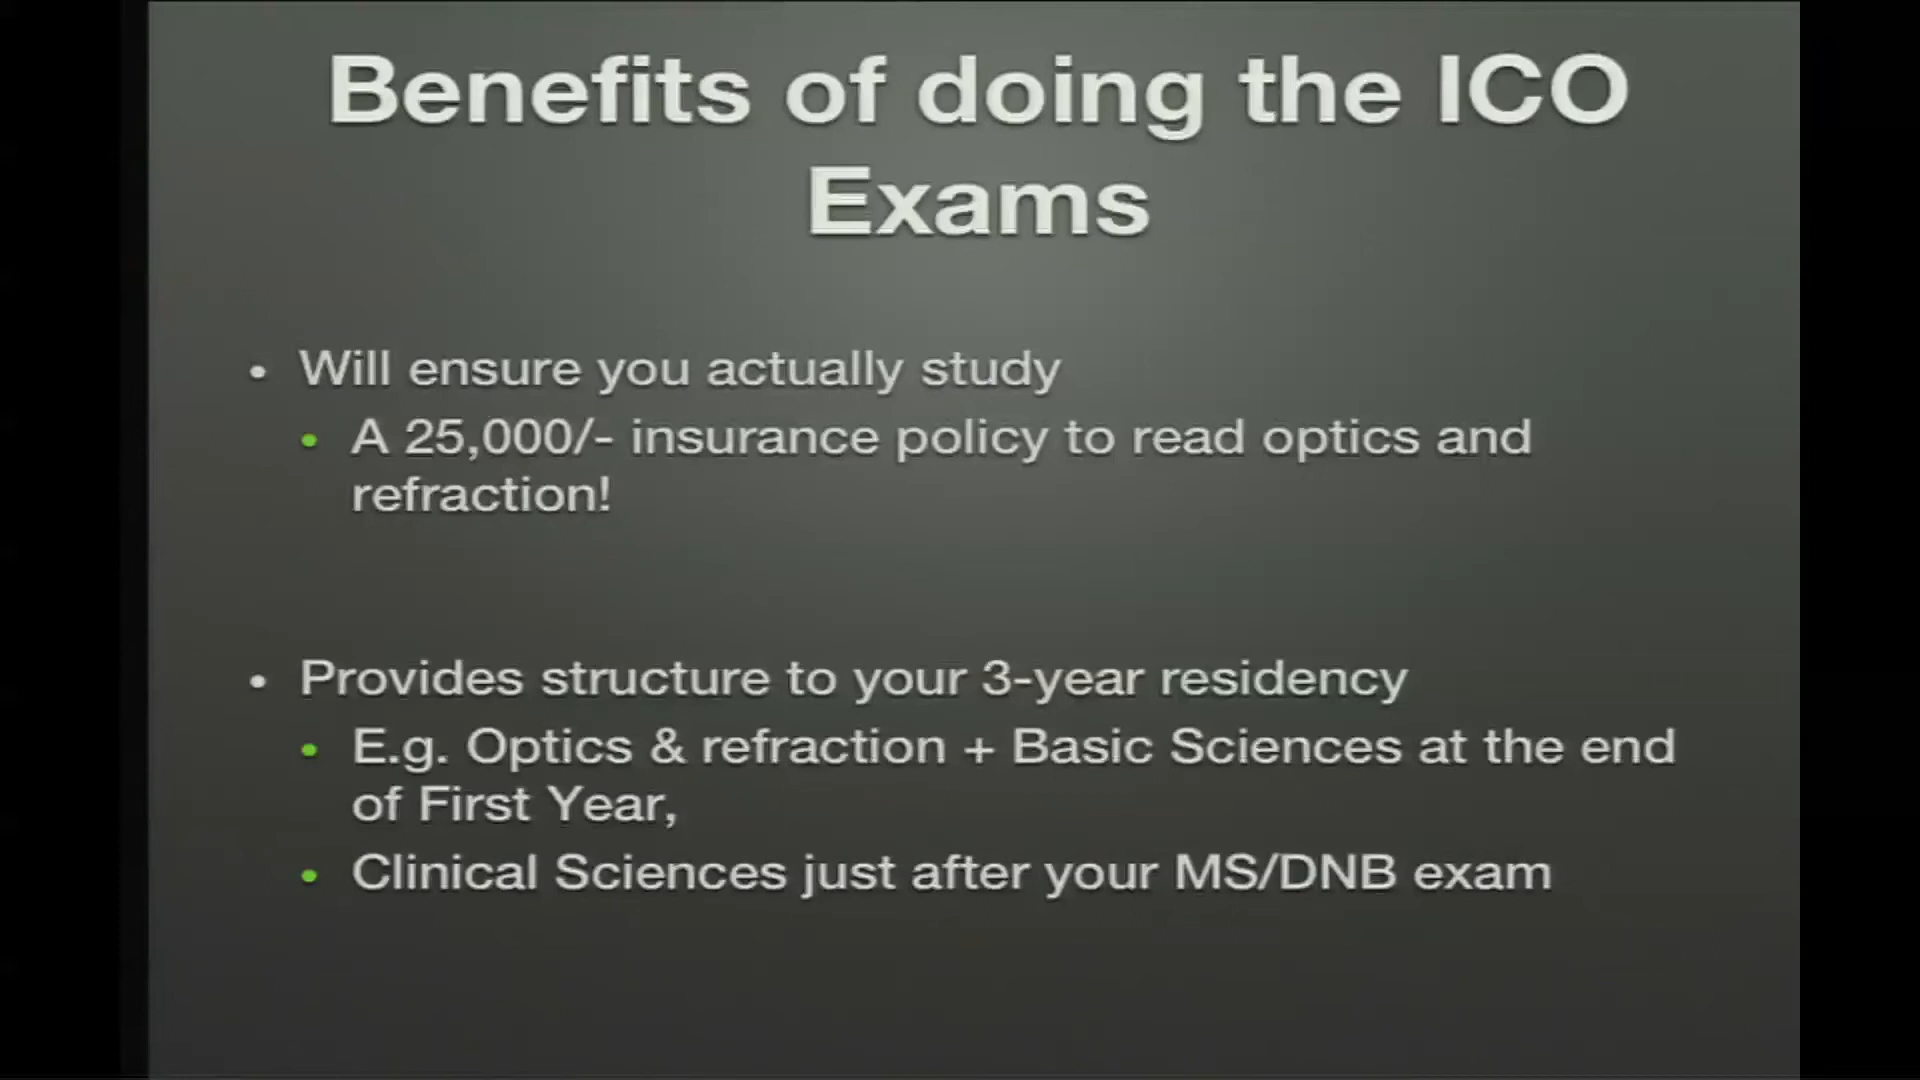 Benefits of doing the ICO
Exams
• Will ensure you actually study
• A 25,000/- insurance policy to read optics and
refraction!
• Provides structure to your 3-year residency
• E.g. Optics & refraction + Basic Sciences at the end
of First Year,
• Clinical Sciences just after your MS/DNB exam